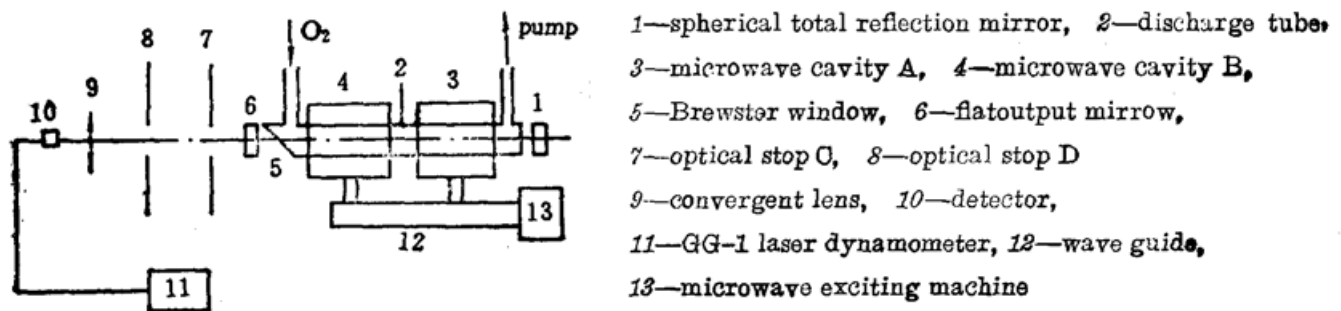 O₂ pump
8 7 2
9 4 3
10 6 1
5
13
12
11
1—spherical total reflection mirror, 2—discharge tube,
3—microwave cavity A, 4—microwave cavity B,
5—Brewster window, 6—flatoutput mirrow,
7—optical stop C, 8—optical stop D
9—convergent lens, 10—detector,
11—GG-1 laser dynamometer, 12—wave guide,
13—microwave exciting machine